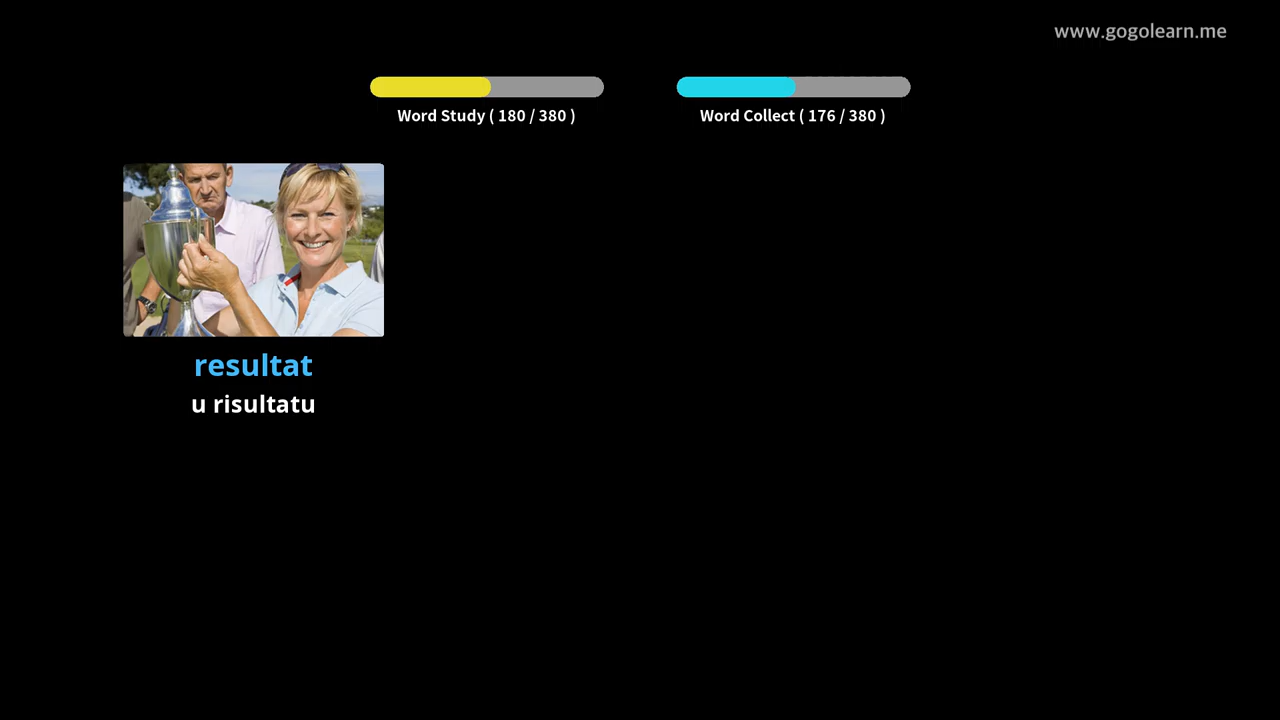 www.gogolearn.me
Word Study ( 180 / 380 )
Word Collect ( 176 / 380 )
resultat
u risultatu